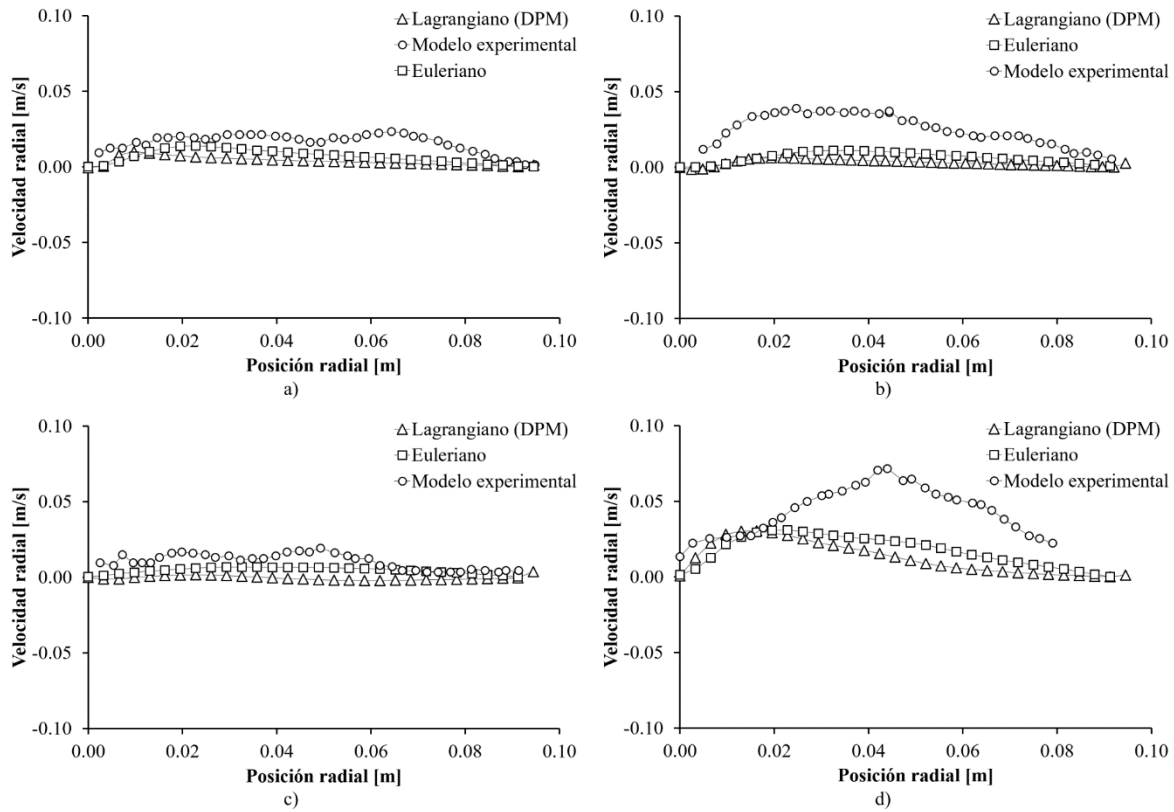 0.10
0.05
0.00
-0.05
-0.10
Velocidad radial [m/s]
Lagrangiano (DPM)
Modelo experimental
Euleriano
0.00 0.02 0.04 0.06 0.08 0.10
Posición radial [m]
a)
0.10
0.05
0.00
-0.05
-0.10
Velocidad radial [m/s]
Lagrangiano (DPM)
Euleriano
Modelo experimental
0.00 0.02 0.04 0.06 0.08 0.10
Posición radial [m]
b)
0.10
0.05
0.00
-0.05
-0.10
Velocidad radial [m/s]
Lagrangiano (DPM)
Euleriano
Modelo experimental
0.00 0.02 0.04 0.06 0.08 0.10
Posición radial [m]
c)
0.10
0.05
0.00
-0.05
-0.10
Velocidad radial [m/s]
Lagrangiano (DPM)
Euleriano
Modelo experimental
0.00 0.02 0.04 0.06 0.08 0.10
Posición radial [m]
d)